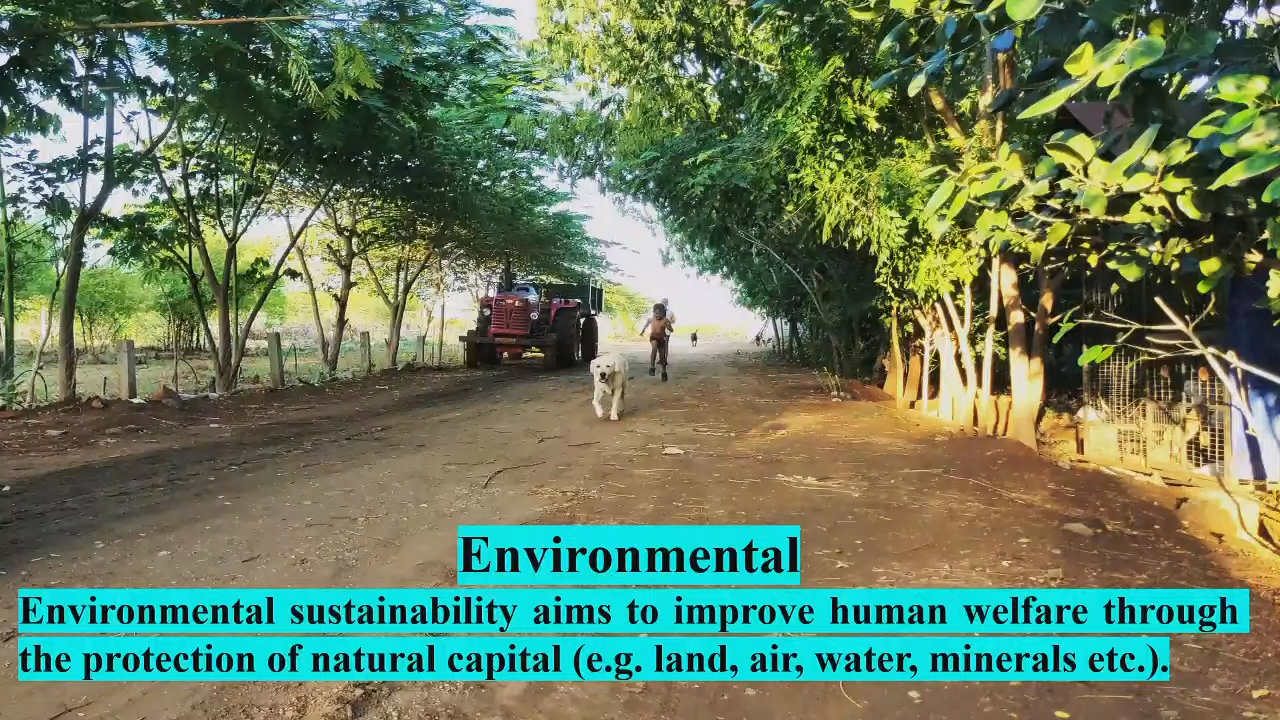 Environmental
Environmental sustainability aims to improve human welfare through
the protection of natural capital (e.g. land, air, water, minerals etc.).